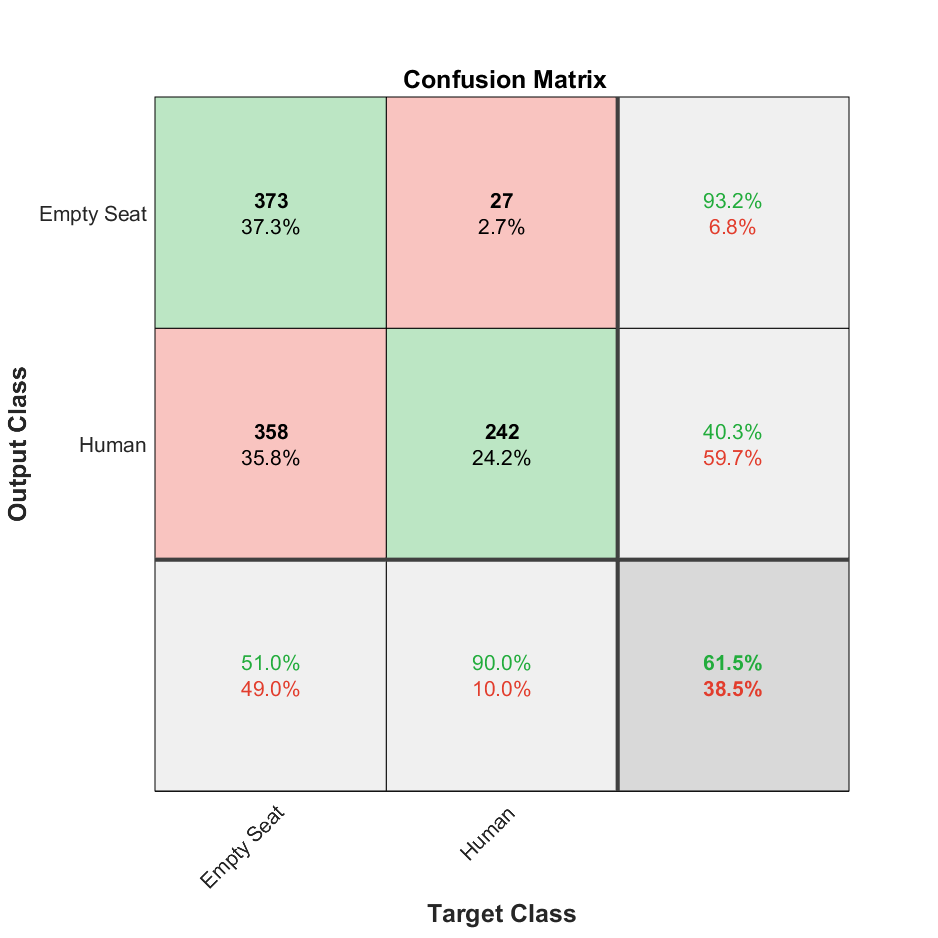 Confusion Matrix
Empty Seat
373
37.3%
27
2.7%
93.2%
6.8%
Human
358
35.8%
242
24.2%
40.3%
59.7%
51.0%
49.0%
90.0%
10.0%
61.5%
38.5%
Output Class
Empty Seat
Human
Target Class